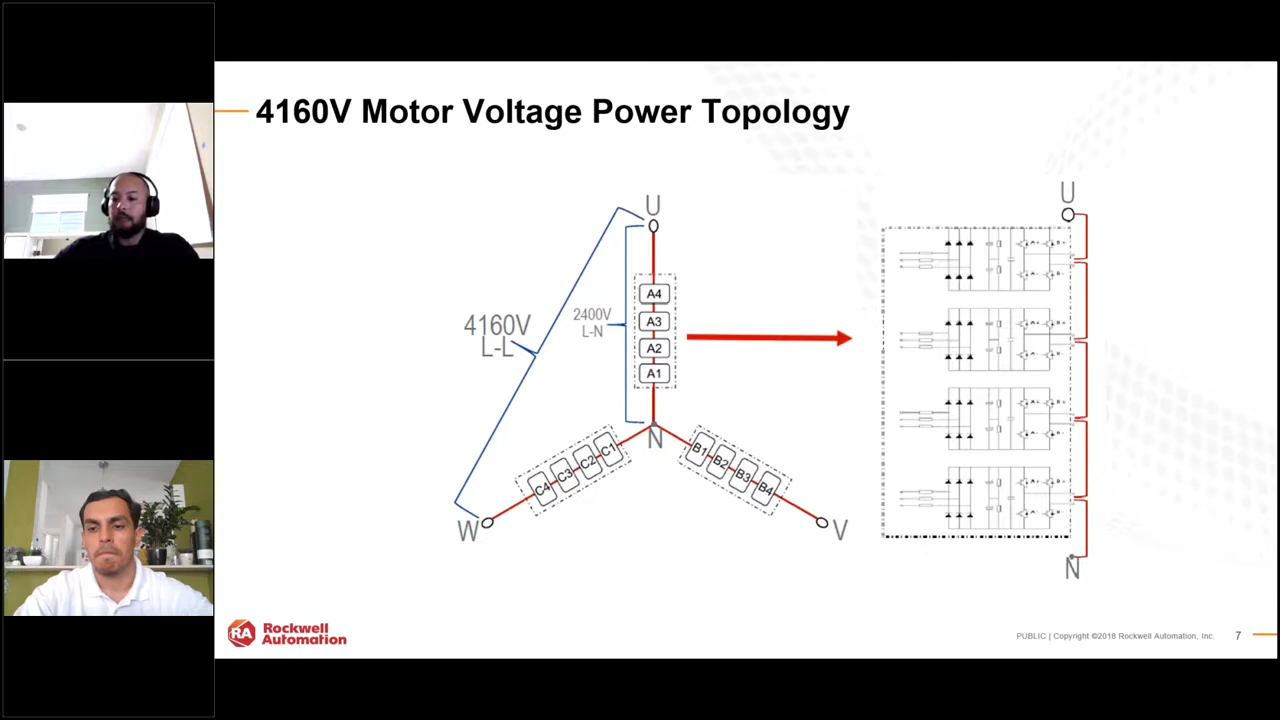 4160V Motor Voltage Power Topology
U
U
4160V
L-L
2400V
L-N
A4
A3
A2
A1
N
C4
C3
C2
C1
B1
B2
B3
B4
W
V
N
RA
Rockwell
Automation
PUBLIC | Copyright ©2018 Rockwell Automation, Inc.
7